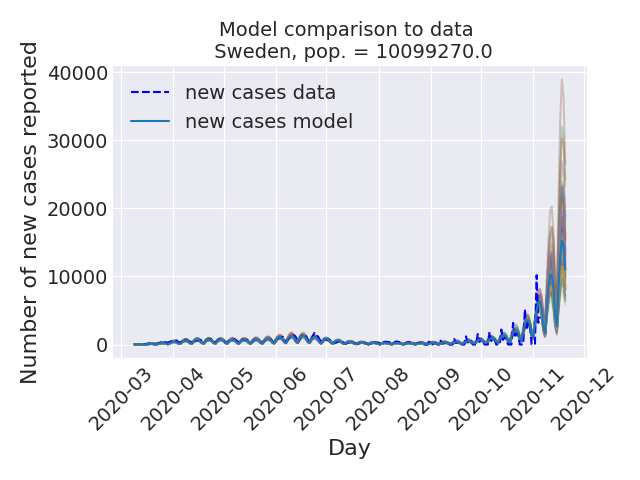 Model comparison to data
Sweden, pop. = 10099270.0
Number of new cases reported
40000
30000
20000
10000
0
new cases data
new cases model
2020-03
2020-04
2020-05
2020-06
2020-07
2020-08
2020-09
2020-10
2020-11
2020-12
Day